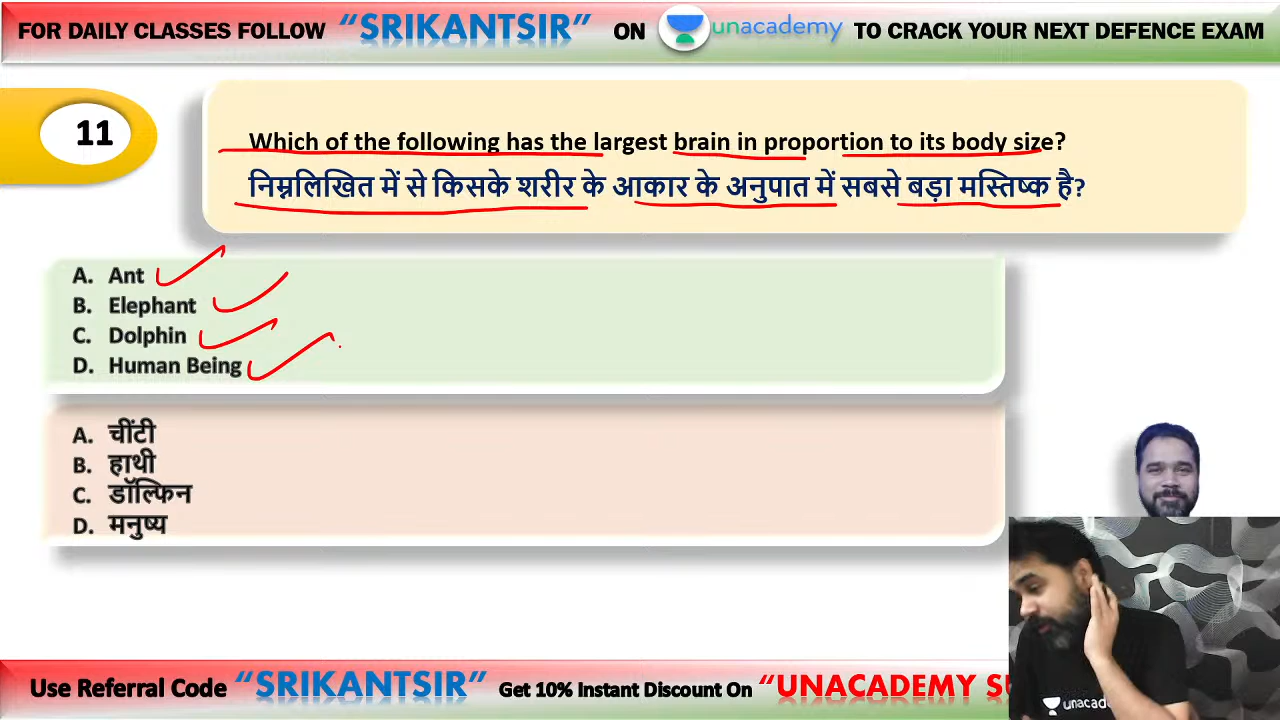 FOR DAILY CLASSES FOLLOW “SRIKANTSIR” ON unacademy TO CRACK YOUR NEXT DEFENCE EXAM
11
Which of the following has the largest brain in proportion to its body size?
निम्नलिखित में से किसके शरीर के आकार के अनुपात में सबसे बड़ा मस्तिष्क है?
A. Ant
B. Elephant
C. Dolphin
D. Human Being
A. चींटी
B. हाथी
C. डॉल्फिन
D. मनुष्य
Use Referral Code “SRIKANTSIR” Get 10% Instant Discount On “UNACADEMY